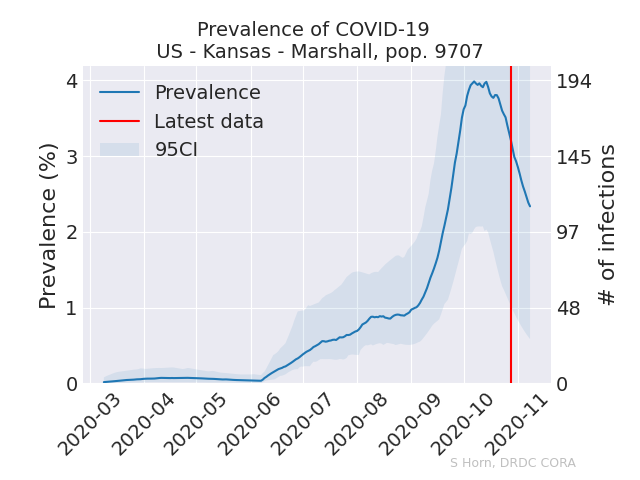 Prevalence of COVID-19
US - Kansas - Marshall, pop. 9707
Prevalence
Latest data
95CI
Prevalence (%)
4
3
2
1
0
# of infections
194
145
97
48
0
2020-03
2020-04
2020-05
2020-06
2020-07
2020-08
2020-09
2020-10
2020-11
S Horn, DRDC CORA